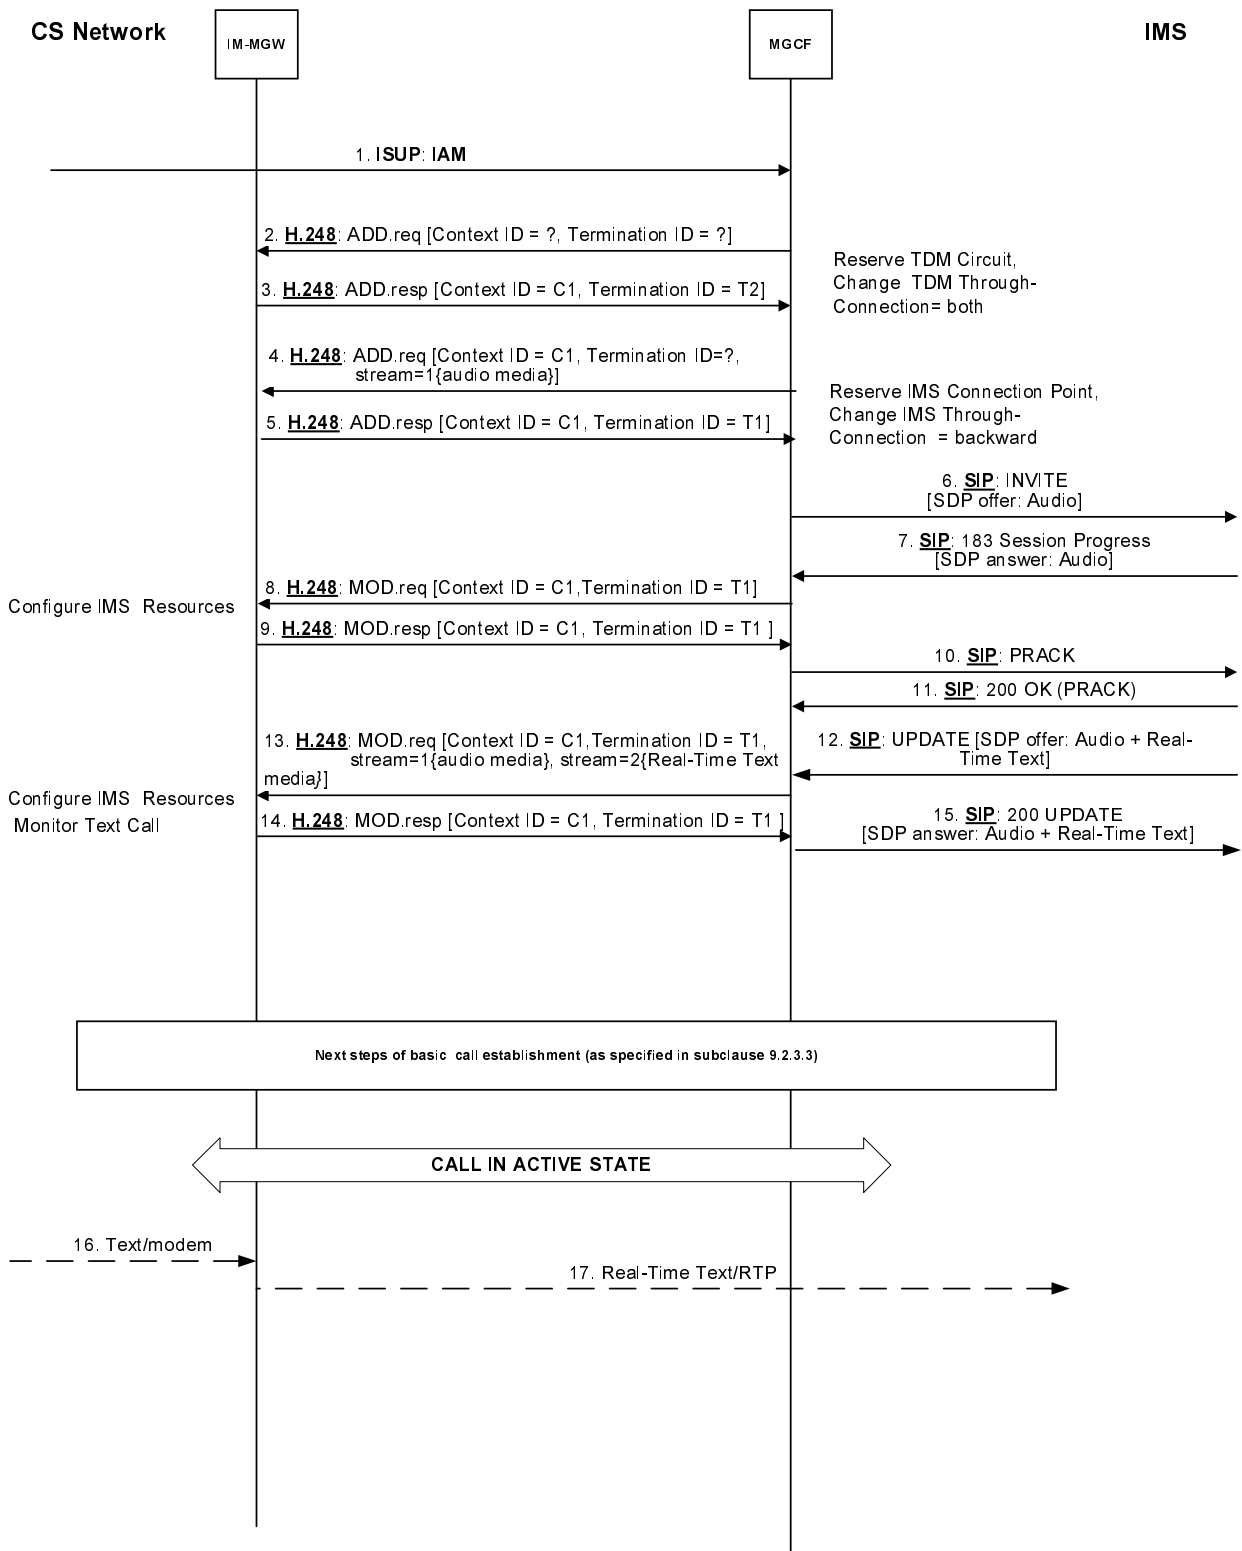 CS Network
IM-MGW
MGCF
IMS
1. ISUP: IAM
2. H.248: ADD.req [Context ID = ?, Termination ID = ?]
Reserve TDM Circuit,
Change TDM Through-
Connection= both
3. H.248: ADD.resp [Context ID = C1, Termination ID = T2]
4. H.248: ADD.req [Context ID = C1, Termination ID=?,
stream=1{audio media}]
Reserve IMS Connection Point,
Change IMS Through-
Connection = backward
5. H.248: ADD.resp [Context ID = C1, Termination ID = T1]
6. SIP: INVITE
[SDP offer: Audio]
7. SIP: 183 Session Progress
[SDP answer: Audio]
8. H.248: MOD.req [Context ID = C1,Termination ID = T1]
Configure IMS Resources
9. H.248: MOD.resp [Context ID = C1, Termination ID = T1 ]
10. SIP: PRACK
11. SIP: 200 OK (PRACK)
12. SIP: UPDATE [SDP offer: Audio + Real-
Time Text]
13. H.248: MOD.req [Context ID = C1,Termination ID = T1,
stream=1{audio media}, stream=2{Real-Time Text
media}]
Configure IMS Resources
Monitor Text Call
14. H.248: MOD.resp [Context ID = C1, Termination ID = T1 ]
15. SIP: 200 UPDATE
[SDP answer: Audio + Real-Time Text]
Next steps of basic call establishment (as specified in subclause 9.2.3.3)
CALL IN ACTIVE STATE
16. Text/modem
17. Real-Time Text/RTP